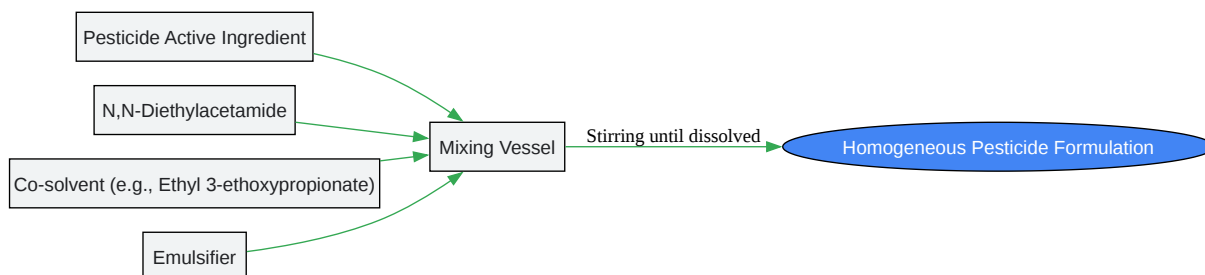 Pesticide Active Ingredient
N,N-Diethylacetamide
Co-solvent (e.g., Ethyl 3-ethoxypropionate)
Emulsifier
Mixing Vessel
Stirring until dissolved
Homogeneous Pesticide Formulation